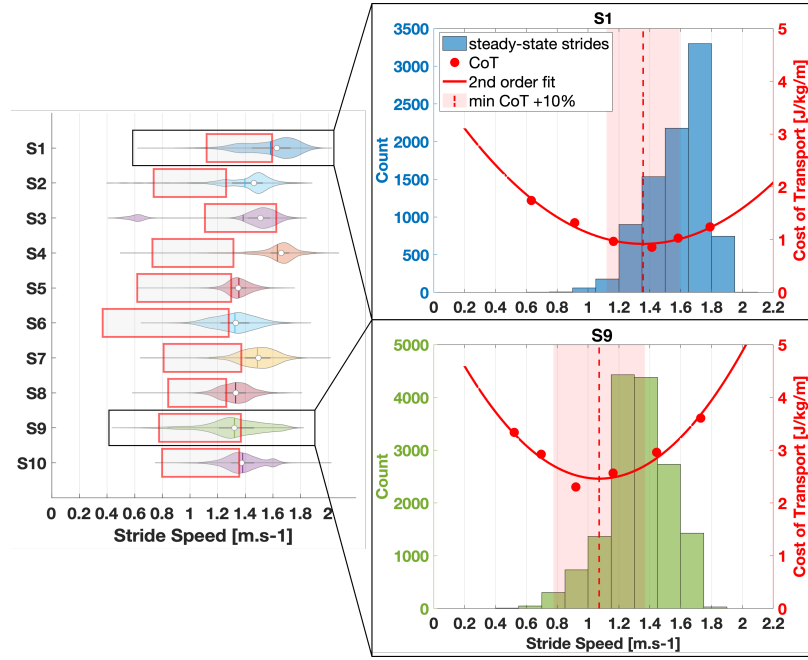 S1
S2
S3
S4
S5
S6
S7
S8
S9
S10
0 0.2 0.4 0.6 0.8 1 1.2 1.4 1.6 1.8 2
Stride Speed [m.s-1]
S1
3500
3000
2500
2000
1500
1000
500
0
Count
steady-state strides
CoT
2nd order fit
min CoT +10%
5
4
3
2
1
0
Cost of Transport [J/kg/m]
0 0.2 0.4 0.6 0.8 1 1.2 1.4 1.6 1.8 2 2.2
S9
5000
4000
3000
2000
1000
0
Count
5
4
3
2
1
0
Cost of Transport [J/kg/m]
0 0.2 0.4 0.6 0.8 1 1.2 1.4 1.6 1.8 2 2.2
Stride Speed [m.s-1]